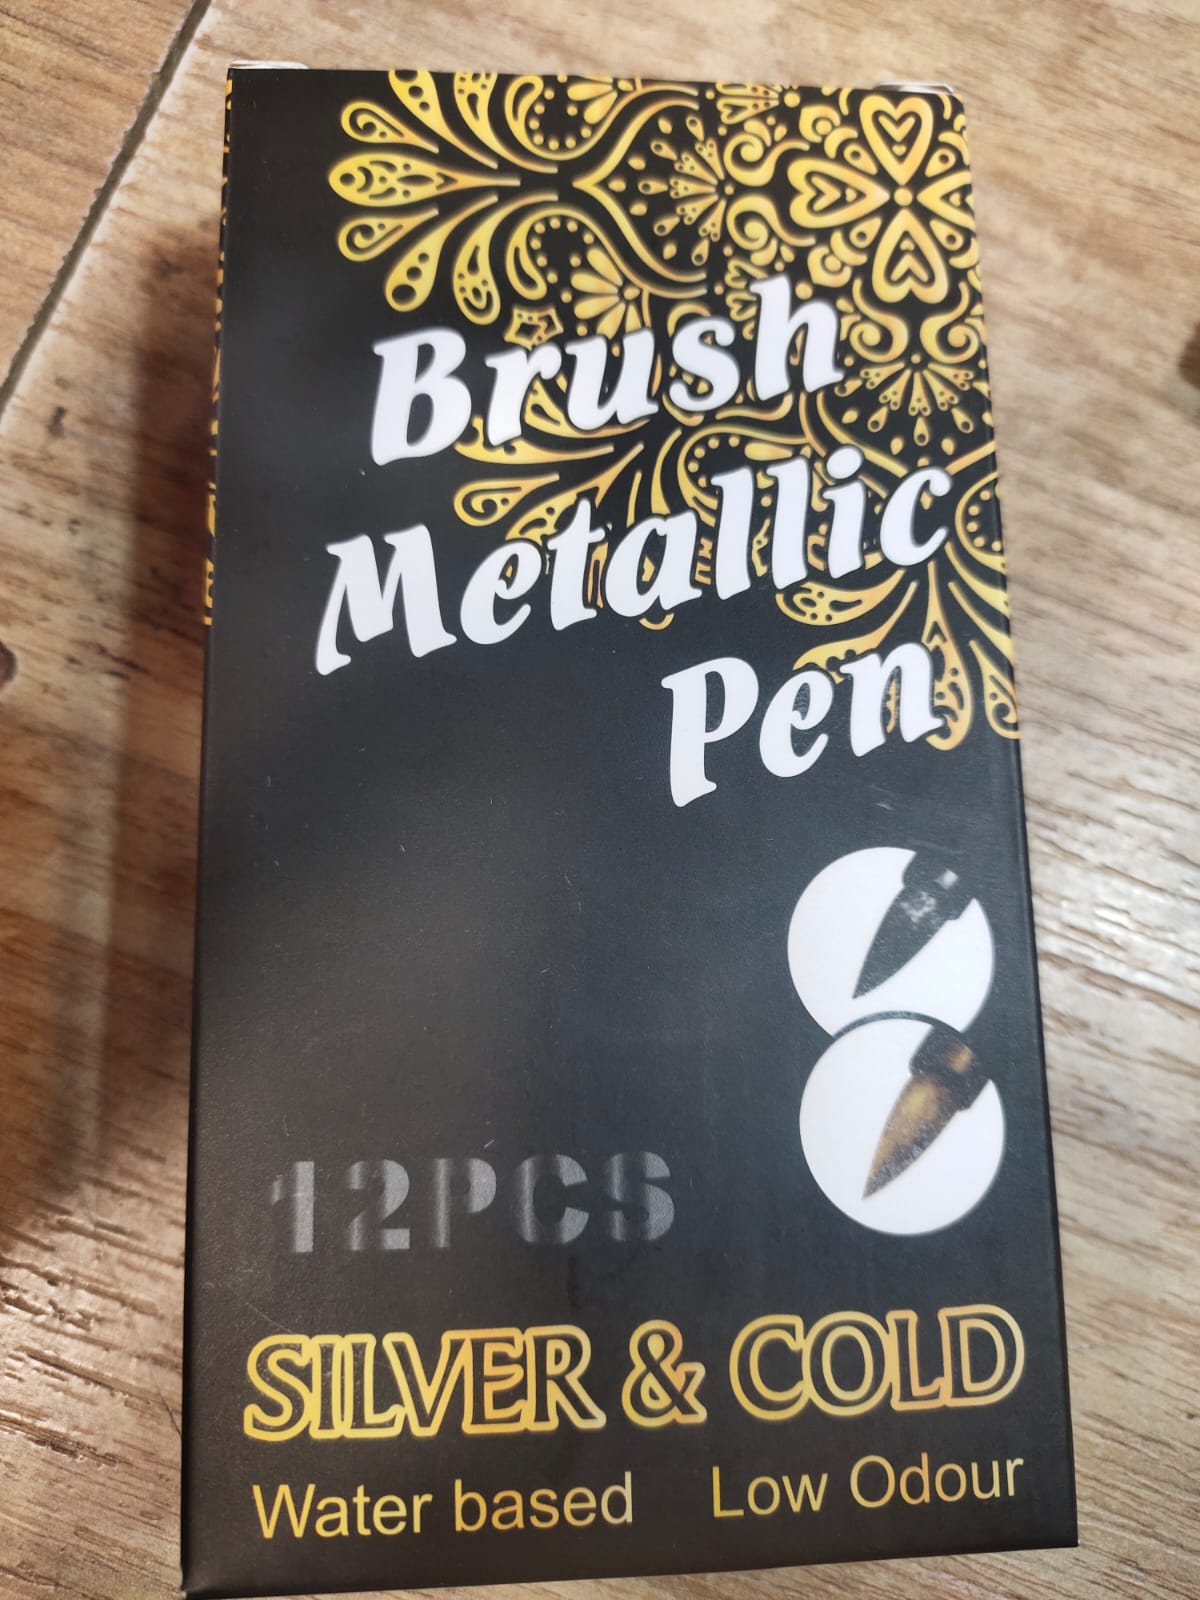 Brush
Metallic
Pen
12PCS
SILVER & COLD
Water based Low Odour